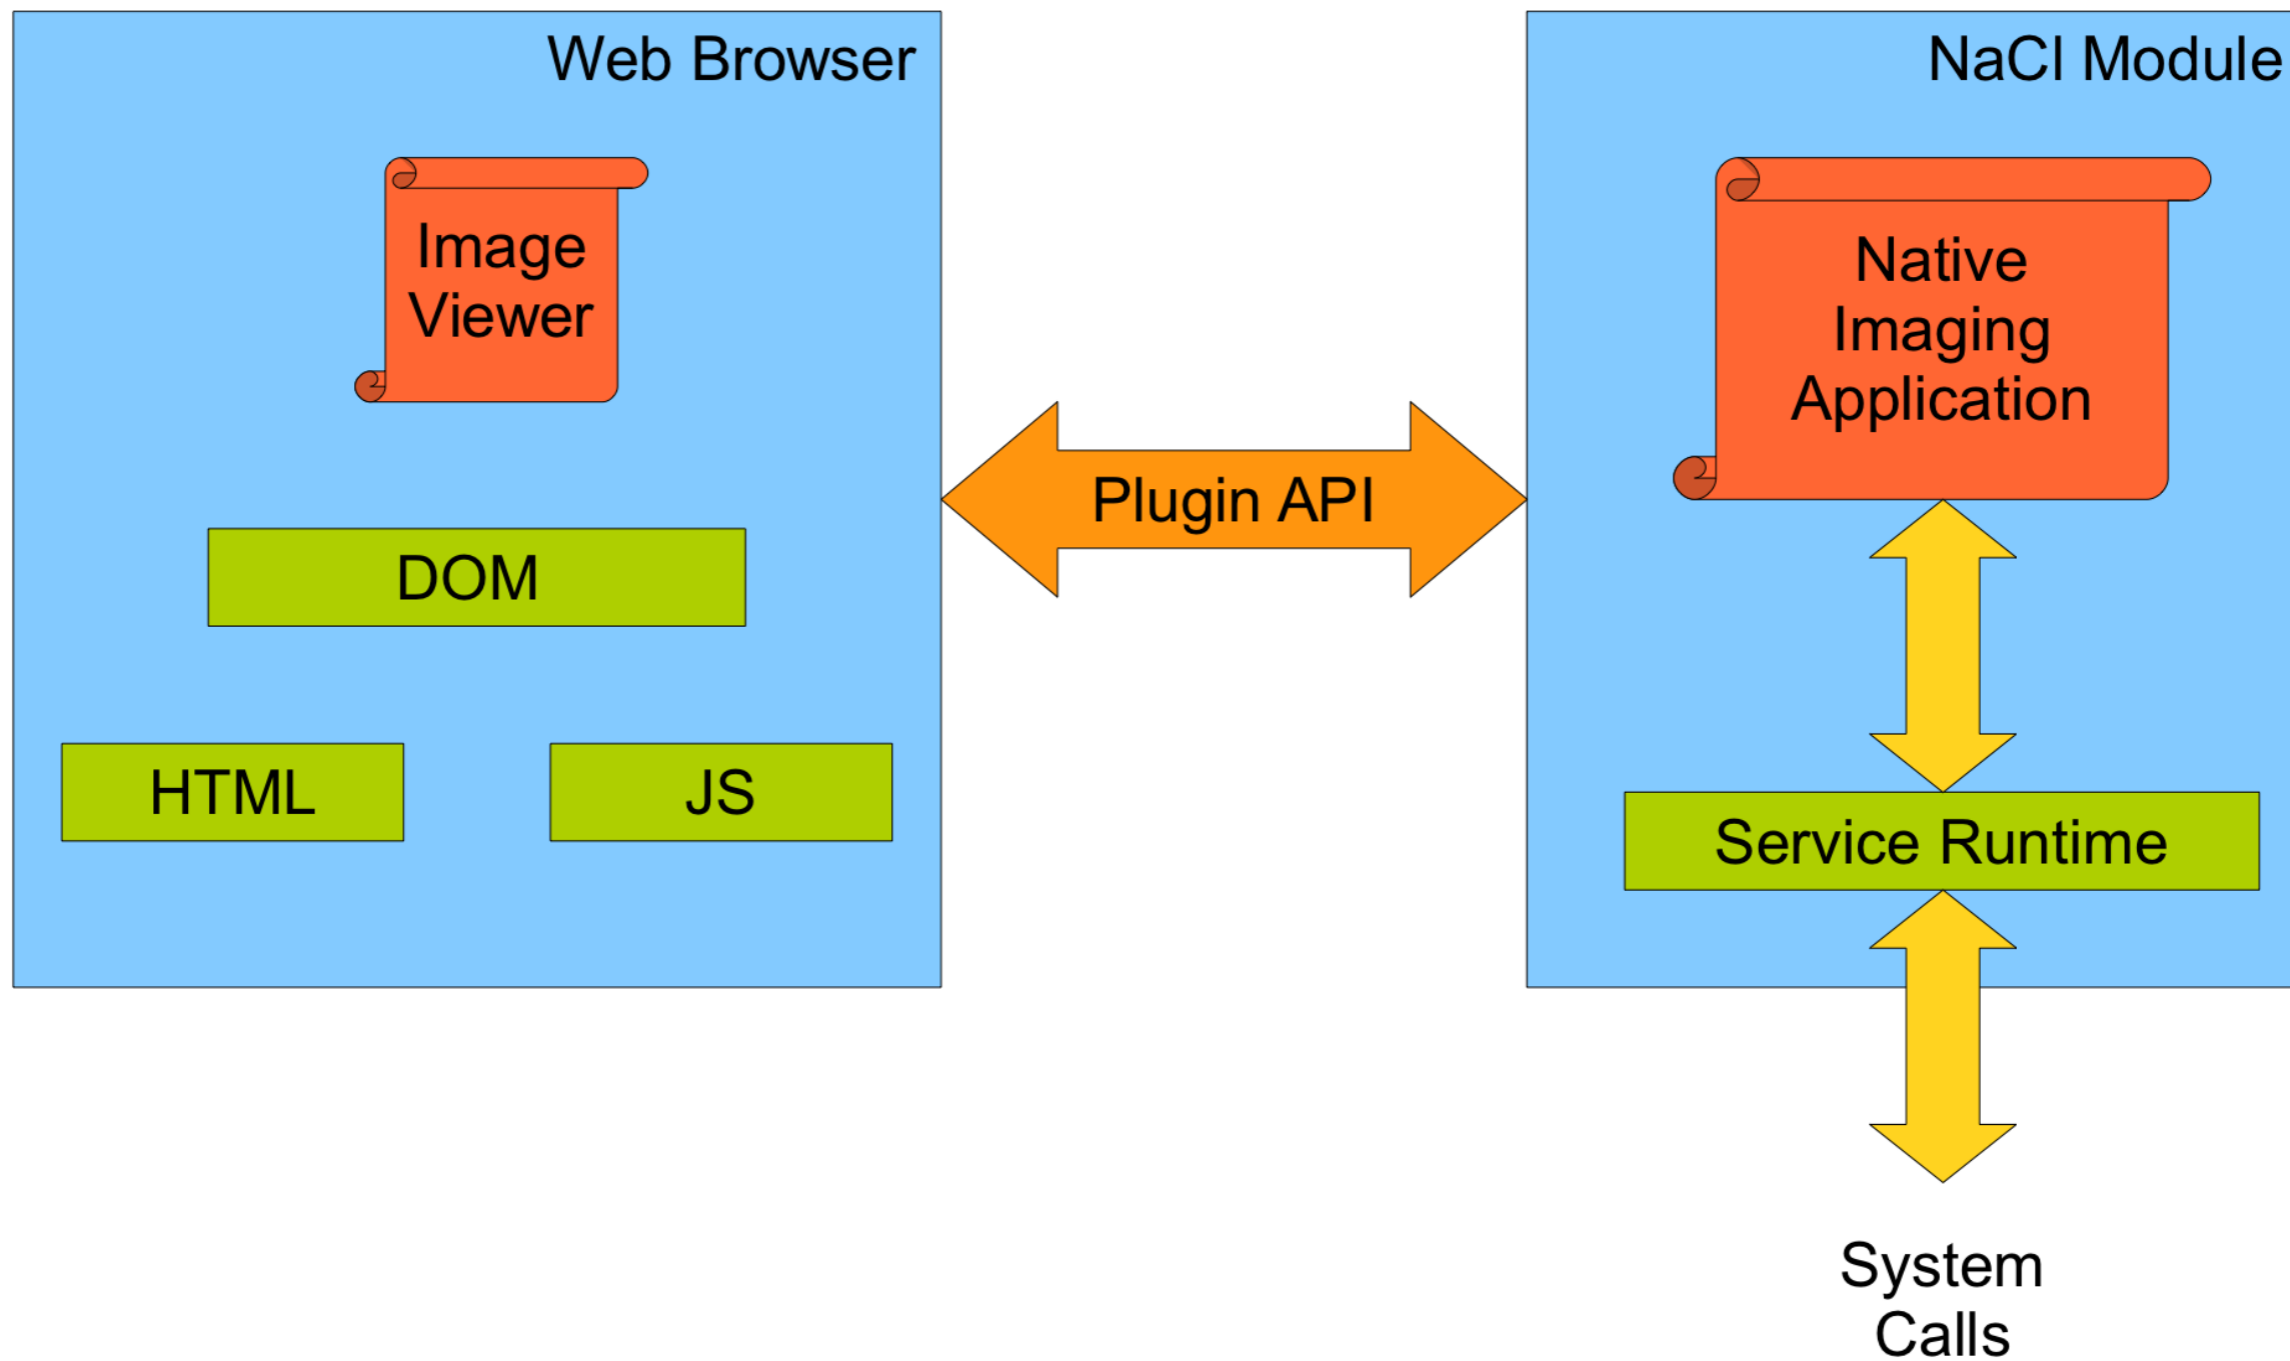 Web Browser
Image
Viewer
DOM
HTML
JS
Plugin API
NaCl Module
Native
Imaging
Application
Service Runtime
System
Calls